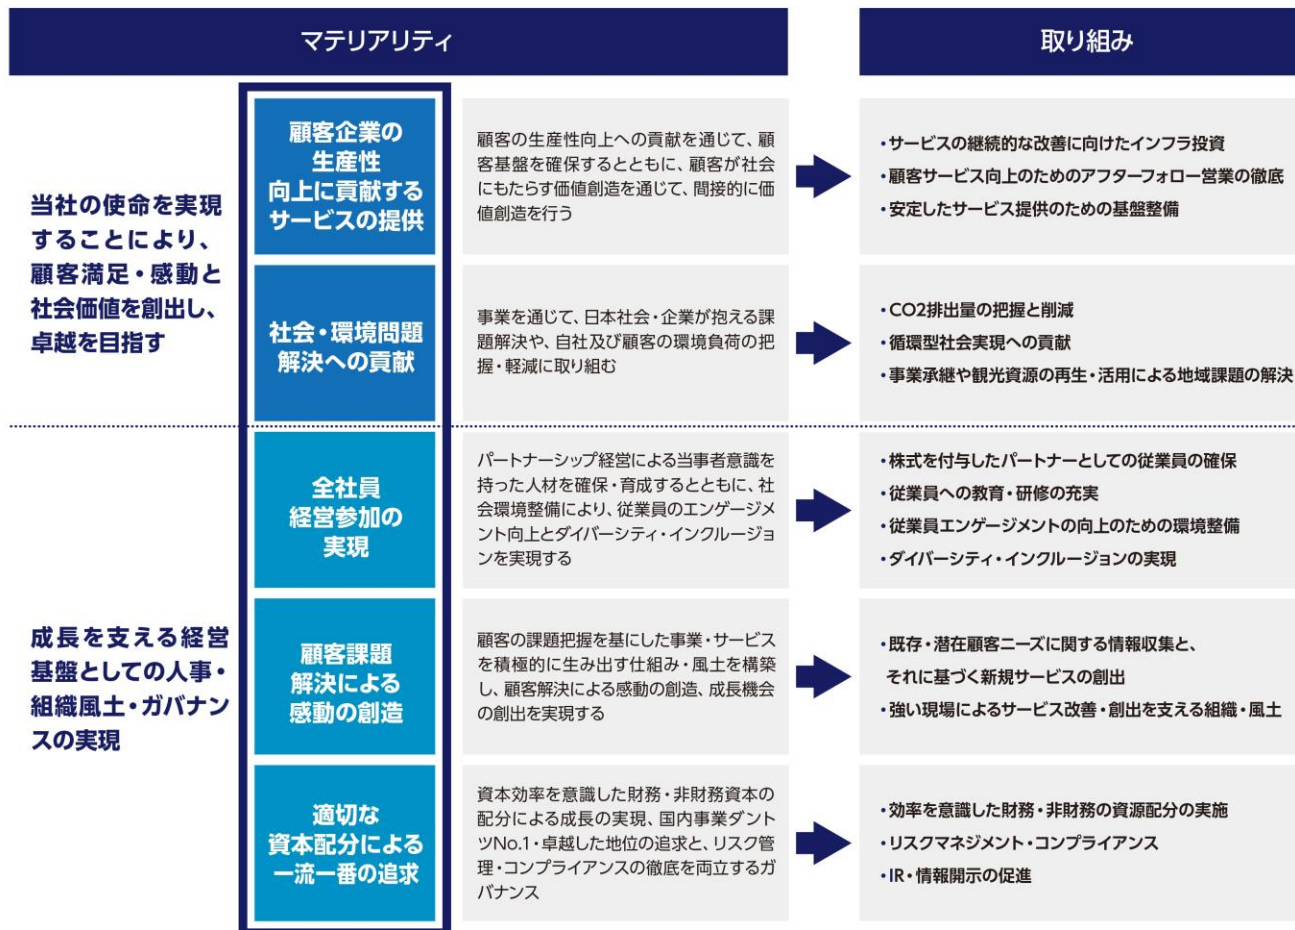 マテリアリティ
取り組み
当社の使命を実現
することにより、
顧客満足・感動と
社会価値を創出し、
卓越を目指す
顧客企業の
生産性
向上に貢献する
サービスの提供
顧客の生産性向上への貢献を通じて、顧
客基盤を確保するとともに、顧客が社会
にもたらす価値創造を通じて、間接的に価
値創造を行う
・サービスの継続的な改善に向けたインフラ投資
・顧客サービス向上のためのアフターフォロー営業の徹底
・安定したサービス提供のための基盤整備
社会・環境問題
解決への貢献
事業を通じて、日本社会・企業が抱える課
題解決や、自社及び顧客の環境負荷の把
握・軽減に取り組む
・CO2排出量の把握と削減
・循環型社会実現への貢献
・事業承継や観光資源の再生・活用による地域課題の解決
成長を支える経営
基盤としての人事・
組織風土・ガバナン
スの実現
全社員
経営参加の
実現
パートナーシップ経営による当事者意識を
持った人材を確保・育成するとともに、社
会環境整備により、従業員のエンゲージメ
ント向上とダイバーシティ・インクルージョ
ンを実現する
・株式を付与したパートナーとしての従業員の確保
・従業員への教育・研修の充実
・従業員エンゲージメントの向上のための環境整備
・ダイバーシティ・インクルージョンの実現
顧客課題
解決による
感動の創造
顧客の課題把握を基にした事業・サービス
を積極的に生み出す仕組み・風土を構築
し、顧客解決による感動の創造、成長機会
の創出を実現する
・既存・潜在顧客ニーズに関する情報収集と、
それに基づく新規サービスの創出
・強い現場によるサービス改善・創出を支える組織・風土
適切な
資本配分による
一流一番の追求
資本効率を意識した財務・非財務資本の
配分による成長の実現、国内事業ダント
ツNo.1・卓越した地位の追求と、リスク管
理・コンプライアンスの徹底を両立するガ
バナンス
・効率を意識した財務・非財務の資源配分の実施
・リスクマネジメント・コンプライアンス
・IR・情報開示の促進